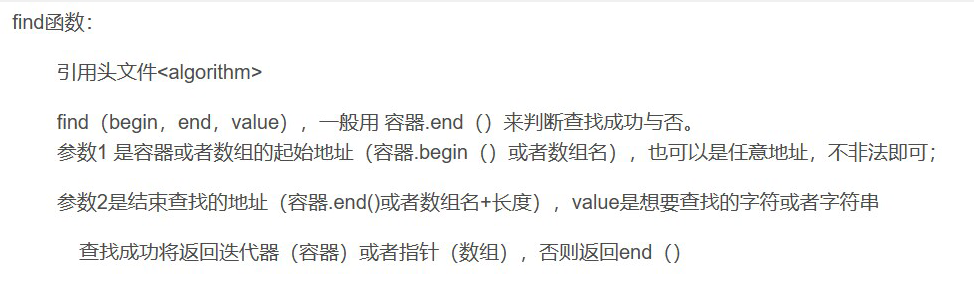 find函数：
引用头文件<algorithm>
find（begin，end，value），一般用 容器.end（）来判断查找成功与否。
参数1 是容器或者数组的起始地址（容器.begin（）或者数组名），也可以是任意地址，不非法即可；
参数2是结束查找的地址（容器.end()或者数组名+长度），value是想要查找的字符或者字符串
查找成功将返回迭代器（容器）或者指针（数组），否则返回end（）